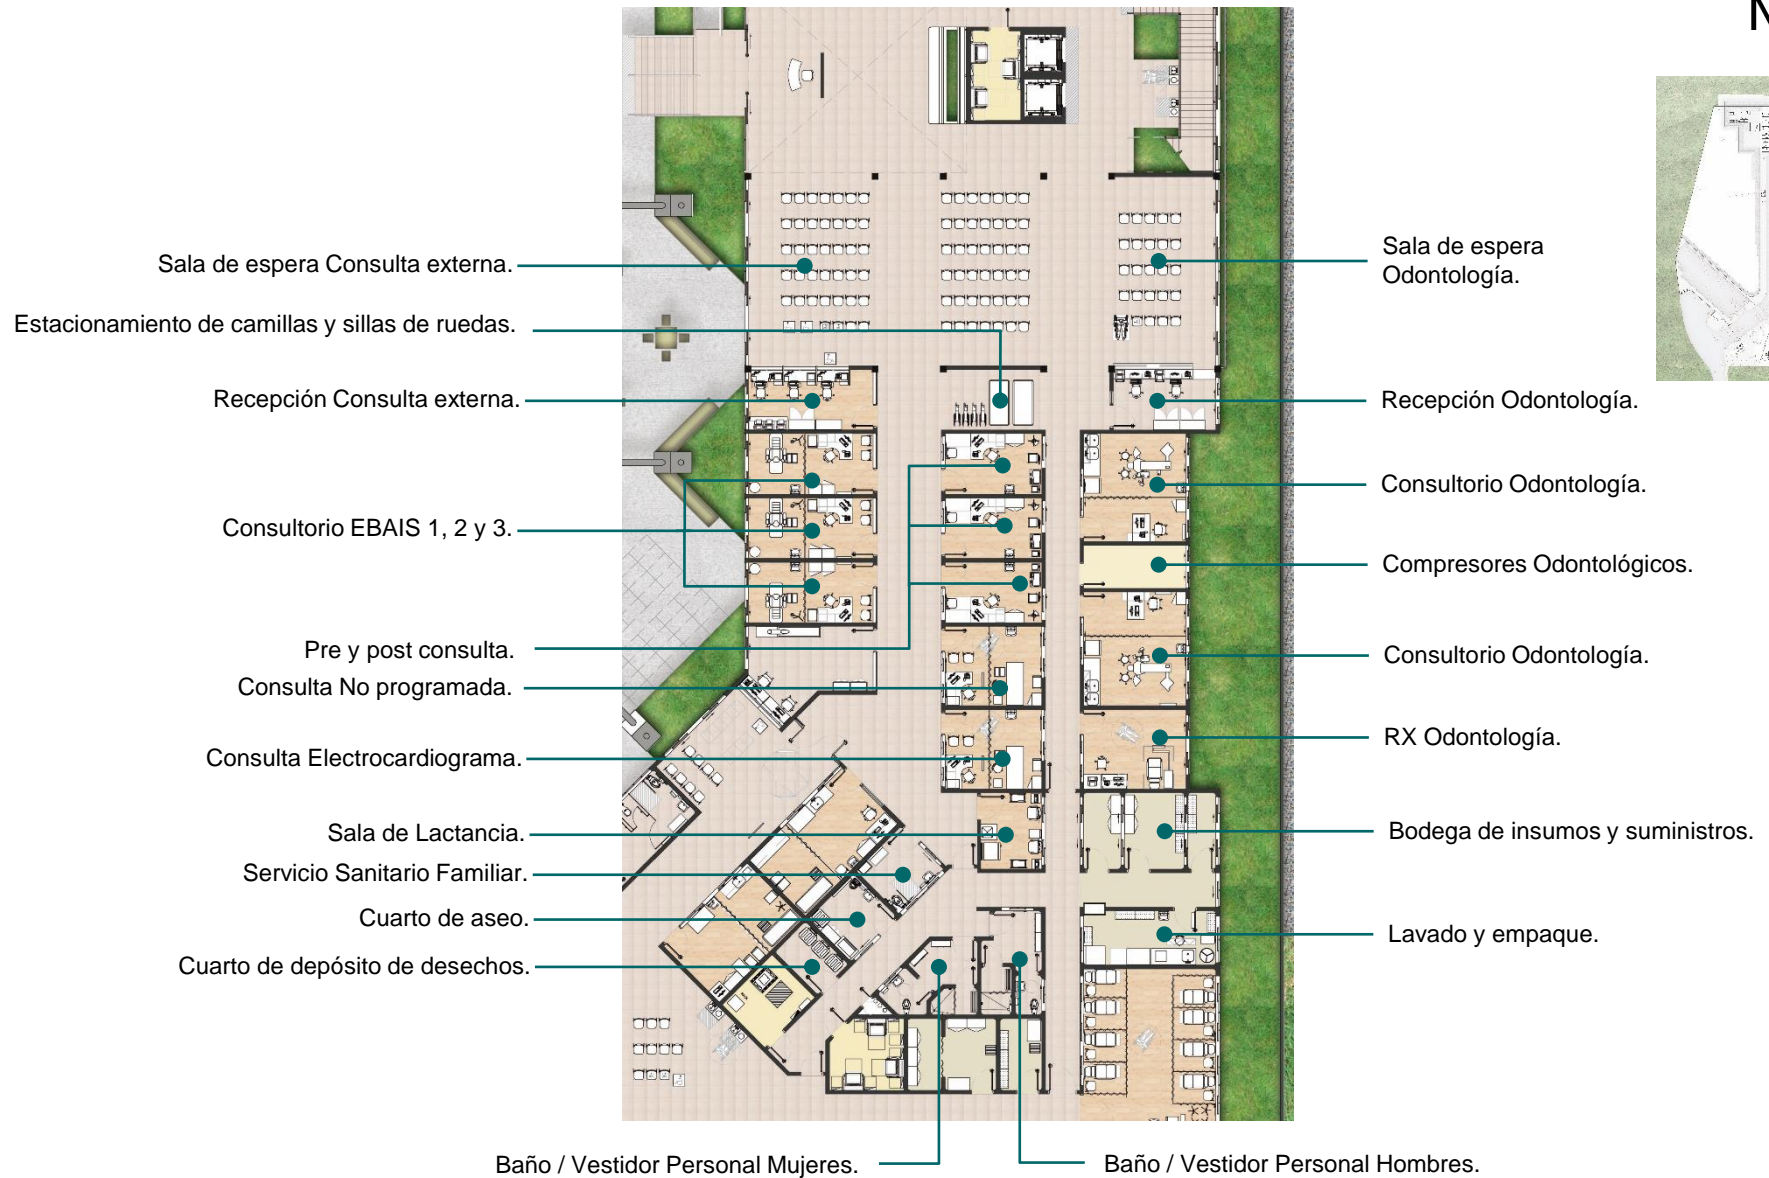 N
Sala de espera Consulta externa.
Estacionamiento de camillas y sillas de ruedas.
Recepción Consulta externa.
Consultorio EBAIS 1, 2 y 3.
Pre y post consulta.
Consulta No programada.
Consulta Electrocardiograma.
Sala de Lactancia.
Servicio Sanitario Familiar.
Cuarto de aseo.
Cuarto de depósito de desechos.
Baño / Vestidor Personal Mujeres.
Baño / Vestidor Personal Hombres.
Sala de espera
Odontología.
Recepción Odontología.
Consultorio Odontología.
Compresores Odontológicos.
Consultorio Odontología.
RX Odontología.
Bodega de insumos y suministros.
Lavado y empaque.